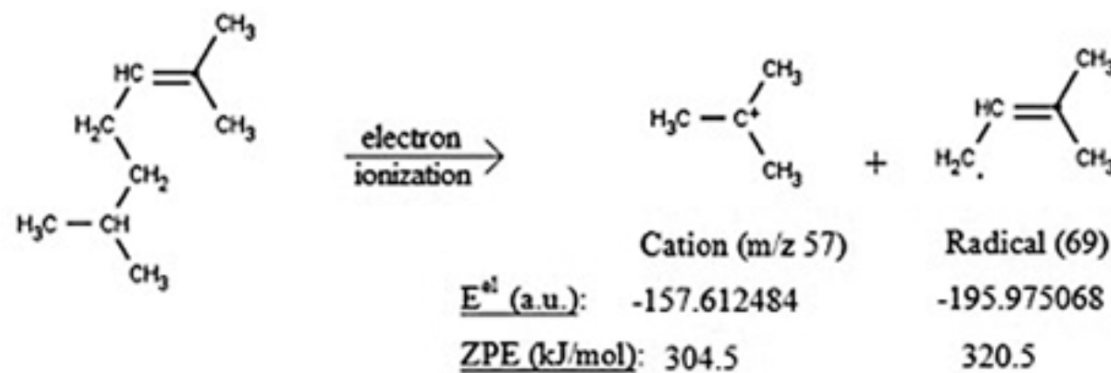 CH₃
HC
CH₃
H₂C
CH₂
H₃C
CH
CH₃
electron
ionization
CH₃
H₃C
C⁺
CH₃
+
CH₃
HC
H₂C.
CH₃
Cation (m/z 57) Radical (69)
E^el (a.u.): -157.612484 -195.975068
ZPE (kJ/mol): 304.5 320.5